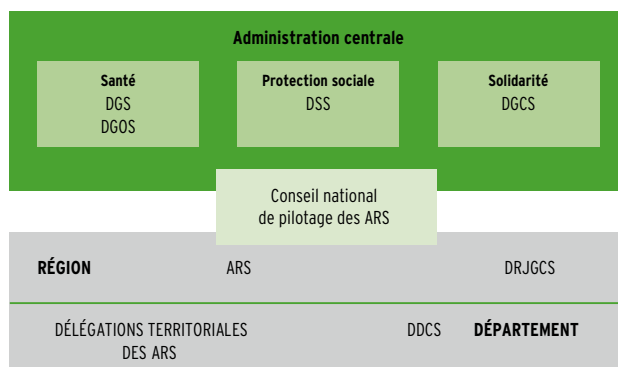 Administration centrale
Santé
DGS
DGOS
Protection sociale
DSS
Solidarité
DGCS
Conseil national
de pilotage des ARS
RÉGION ARS DRJGCS
DÉLÉGATIONS TERRITORIALES
DES ARS
DDCS DÉPARTEMENT